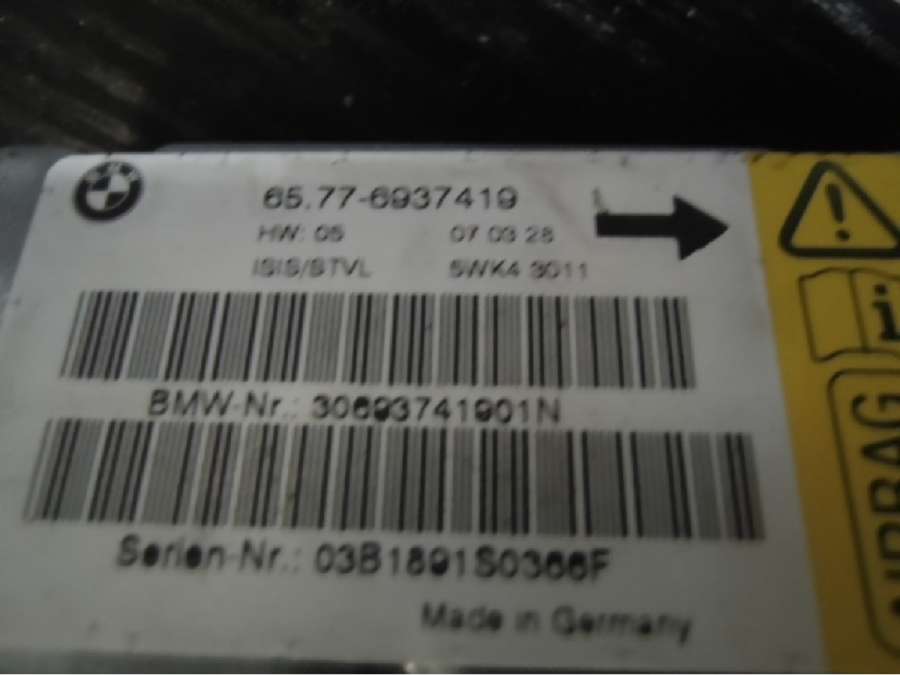 65.77-6937419
HW: 05 07 03 28
ISIS/STVL 5WK4 3011
BMW-Nr.: 30693741901N
Serien-Nr.: 03B1891S0366F
Made in Germany
AIRBAG